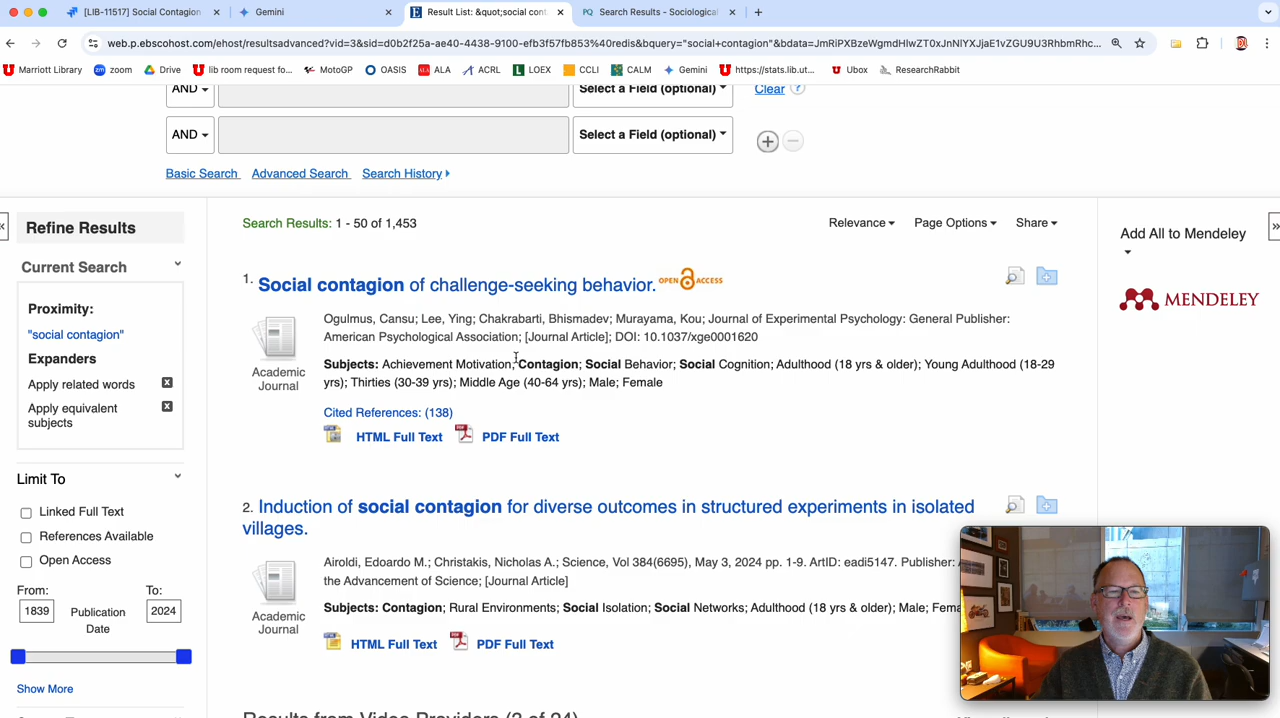 [LIB-11517] Social Contagion
Gemini
Result List: &quot;social cont
PQ Search Results - Sociological
web.p.ebscohost.com/ehost/resultsadvanced?vid=3&sid=d0b2f25a-ae40-4438-9100-efb3f57fb853%40redis&bquery="social+contagion"&bdata=JmRiPXBzeWgmdHlwZT0xJnNlYXJjaE1vZGU9U3RhbmRhc...
Marriott Library
zoom
Drive
lib room request fo...
MotoGP
OASIS
ALA
ACRL
LOEX
CCLI
CALM
Gemini
https://stats.lib.ut...
Ubox
ResearchRabbit
AND
Select a Field (optional)
Clear
AND
Select a Field (optional)
Basic Search
Advanced Search
Search History
Refine Results
Current Search
Proximity:
"social contagion"
Expanders
Apply related words
Apply equivalent
subjects
Limit To
Linked Full Text
References Available
Open Access
From:
To:
1839
Publication
Date
2024
Show More
Search Results: 1 - 50 of 1,453
Relevance
Page Options
Share
1. Social contagion of challenge-seeking behavior.
OPEN ACCESS
Academic
Journal
Ogulmus, Cansu; Lee, Ying; Chakrabarti, Bhismadev; Murayama, Kou; Journal of Experimental Psychology: General Publisher:
American Psychological Association; [Journal Article]; DOI: 10.1037/xge0001620
Subjects: Achievement Motivation; Contagion; Social Behavior; Social Cognition; Adulthood (18 yrs & older); Young Adulthood (18-29
yrs); Thirties (30-39 yrs); Middle Age (40-64 yrs); Male; Female
Cited References: (138)
HTML Full Text
PDF Full Text
2. Induction of social contagion for diverse outcomes in structured experiments in isolated
villages.
Academic
Journal
Airoldi, Edoardo M.; Christakis, Nicholas A.; Science, Vol 384(6695), May 3, 2024 pp. 1-9. ArtID: eadi5147. Publisher:
the Advancement of Science; [Journal Article]
Subjects: Contagion; Rural Environments; Social Isolation; Social Networks; Adulthood (18 yrs & older); Male; Fema
HTML Full Text
PDF Full Text
Add All to Mendeley
MENDELEY